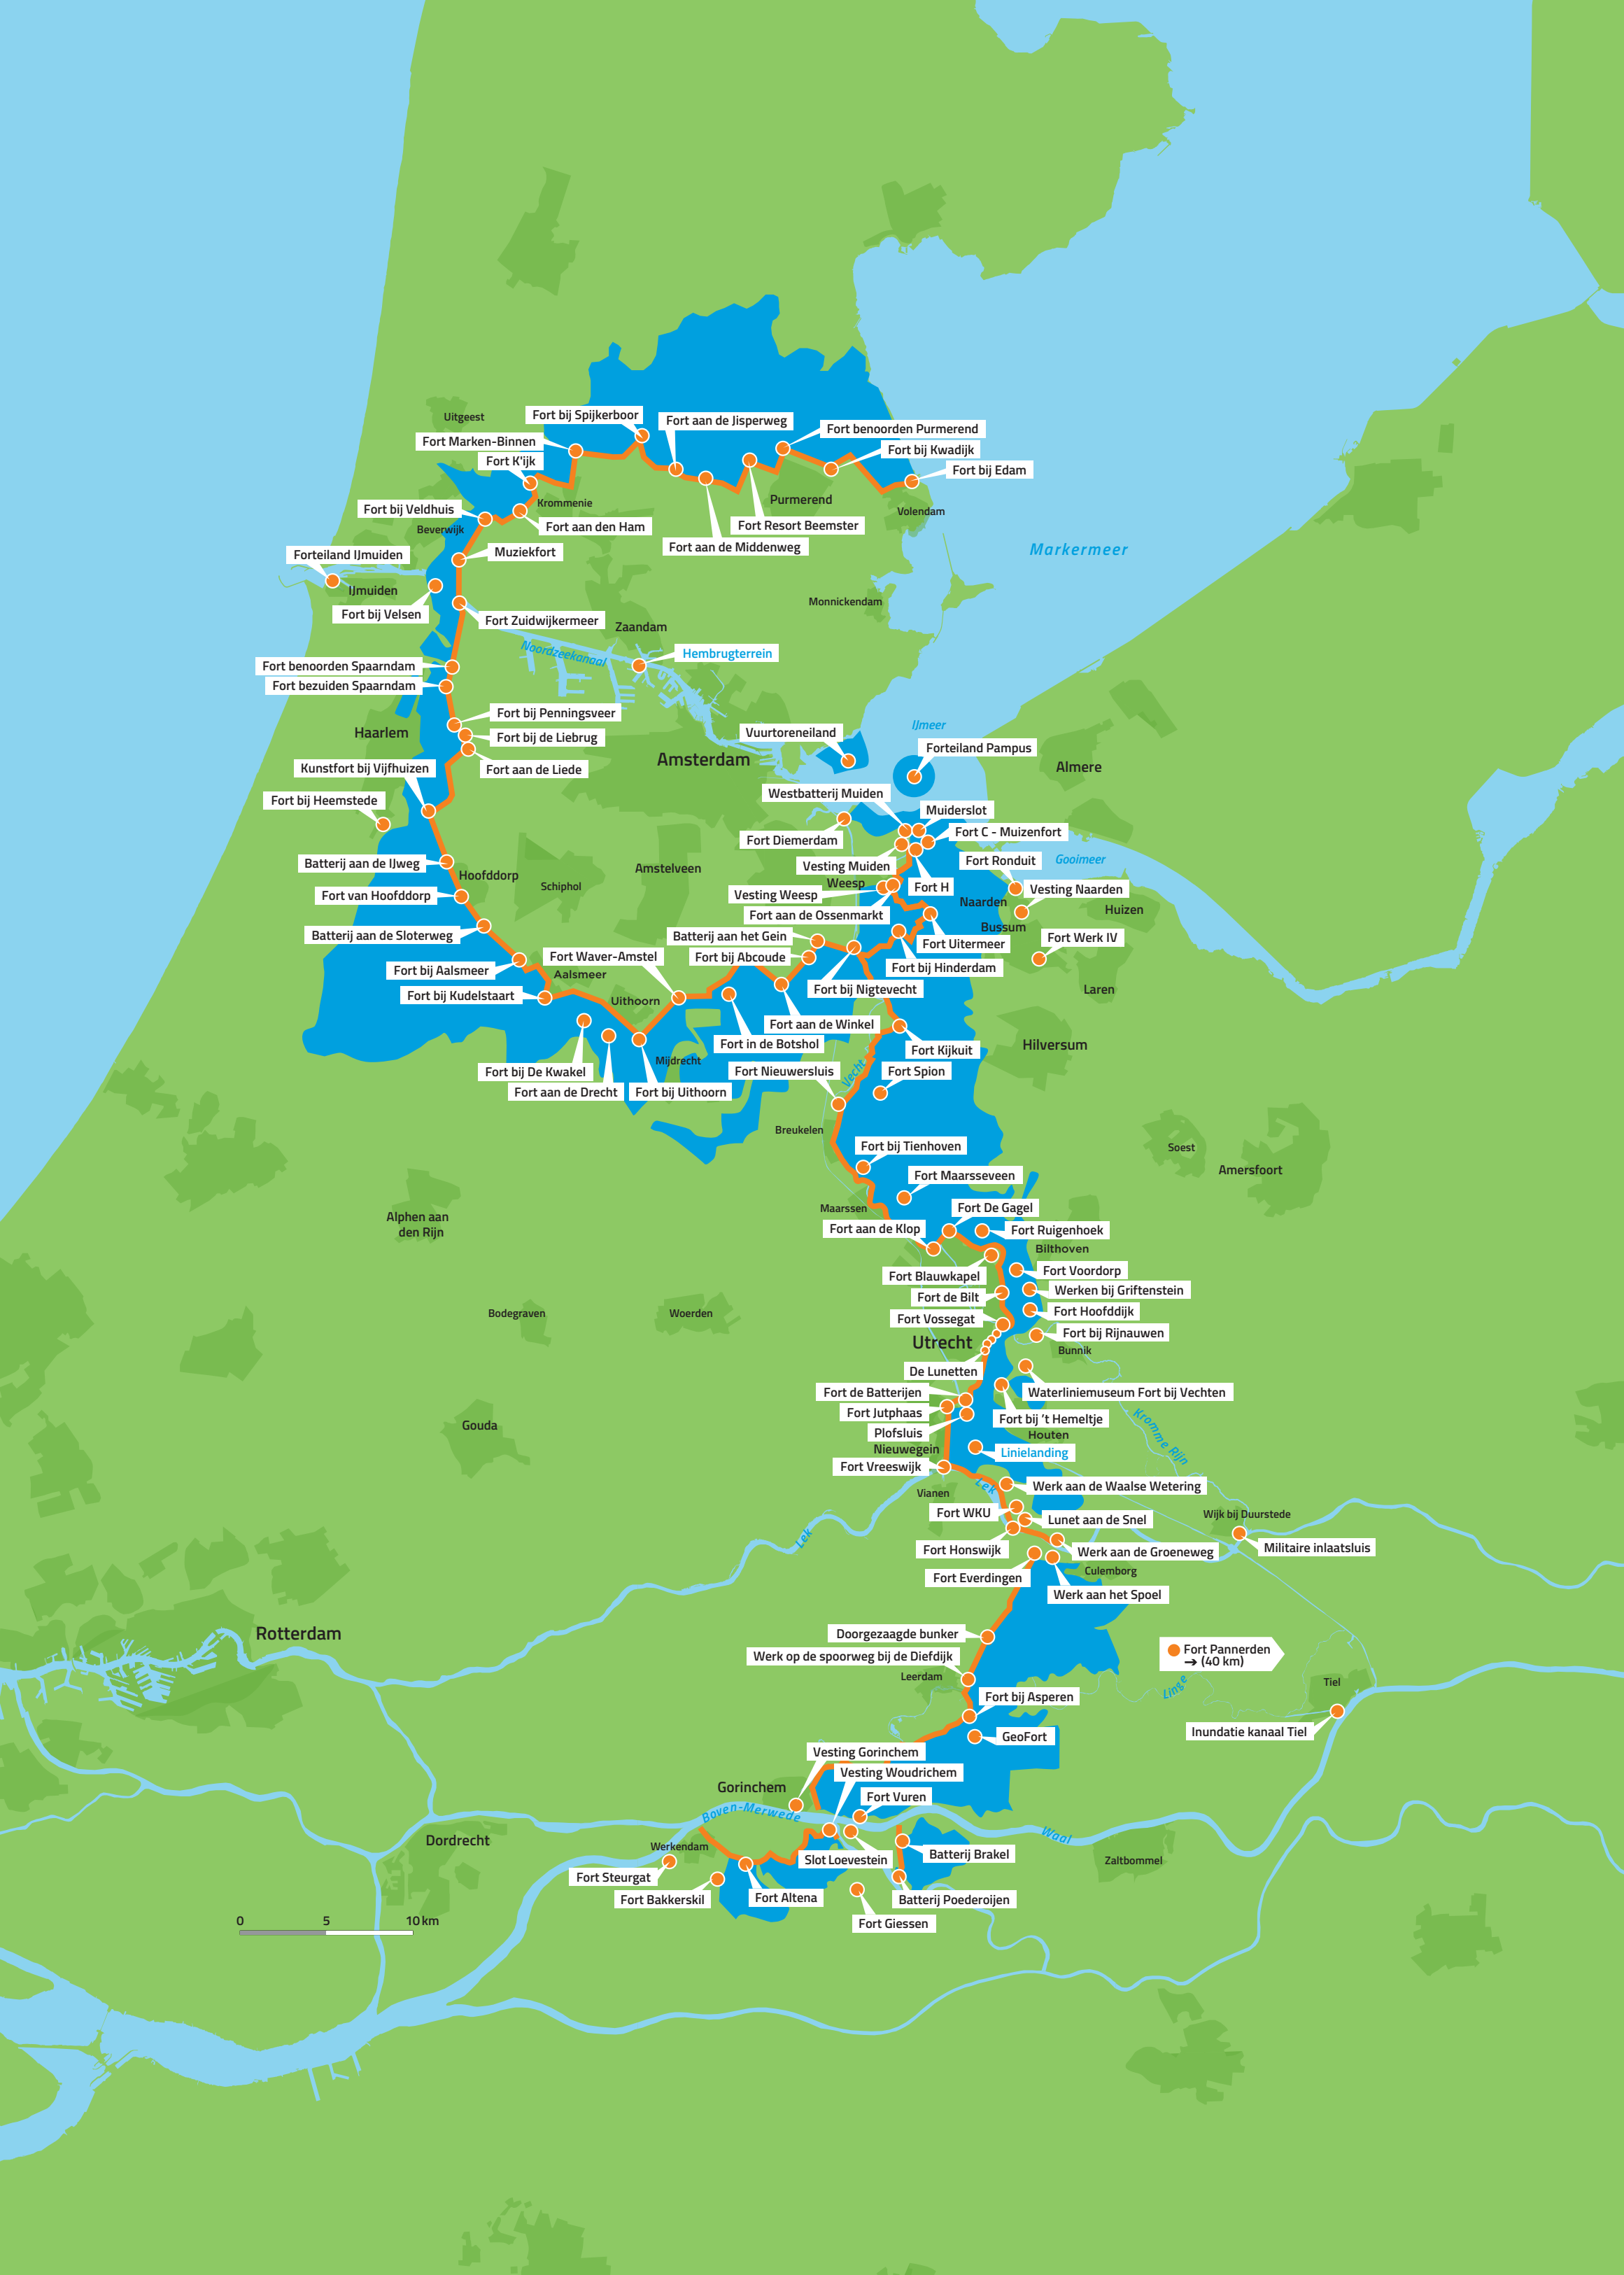 Uitgeest
Fort bij Spijkerboor
Fort aan de Jisperweg
Fort benoorden Purmerend
Fort Marken-Binnen
Fort bij Kwadijk
Fort K'ijk
Fort bij Edam
Purmerend
Krommenie
Fort bij Veldhuis
Volendam
Fort aan den Ham
Fort Resort Beemster
Beverwijk
Fort aan de Middenweg
Markermeer
Muziekfort
Forteiland IJmuiden
IJmuiden
Monnickendam
Fort bij Velsen
Fort Zuidwijkermeer
Zaandam
Noordzeekanaal
Hembrugterrein
Fort benoorden Spaarndam
Fort bezuiden Spaarndam
Fort bij Penningsveer
IJmeer
Haarlem
Vuurtoreneiland
Fort bij de Liebrug
Forteiland Pampus
Amsterdam
Almere
Kunstfort bij Vijfhuizen
Fort aan de Liede
Westbatterij Muiden
Fort bij Heemstede
Muiderslot
Fort C - Muizenfort
Fort Diemerdam
Batterij aan de IJweg
Fort Ronduit
Gooimeer
Vesting Muiden
Amstelveen
Hoofddorp
Weesp
Schiphol
Fort H
Vesting Naarden
Fort van Hoofddorp
Vesting Weesp
Naarden
Huizen
Fort aan de Ossenmarkt
Bussum
Batterij aan de Sloterweg
Batterij aan het Gein
Fort Werk IV
Fort Uitermeer
Fort Waver-Amstel
Fort bij Abcoude
Fort bij Hinderdam
Fort bij Aalsmeer
Aalsmeer
Fort bij Nigtevecht
Laren
Fort bij Kudelstaart
Uithoorn
Fort aan de Winkel
Fort in de Botshol
Hilversum
Fort Kijkuit
Mijdrecht
Fort bij De Kwakel
Fort Nieuwersluis
Vecht
Fort Spion
Fort aan de Drecht
Fort bij Uithoorn
Breukelen
Fort bij Tienhoven
Soest
Amersfoort
Fort Maarsseveen
Maarssen
Fort De Gagel
Alphen aan
den Rijn
Fort aan de Klop
Fort Ruigenhoek
Bilthoven
Fort Blauwkapel
Fort Voordorp
Werken bij Griftenstein
Fort de Bilt
Fort Hoofddijk
Bodegraven
Woerden
Fort Vossegat
Fort bij Rijnauwen
Utrecht
Bunnik
De Lunetten
Fort de Batterijen
Waterliniemuseum Fort bij Vechten
Fort Jutphaas
Fort bij 't Hemeltje
Kromme Rijn
Gouda
Plofsluis
Houten
Nieuwegein
Linielanding
Fort Vreeswijk
Lek
Werk aan de Waalse Wetering
Vianen
Fort WKU
Lunet aan de Snel
Wijk bij Duurstede
Lek
Militaire inlaatsluis
Fort Honswijk
Werk aan de Groeneweg
Culemborg
Fort Everdingen
Werk aan het Spoel
Rotterdam
Doorgezaagde bunker
Fort Pannerden
➔ (40 km)
Werk op de spoorweg bij de Diefdijk
Leerdam
Linge
Tiel
Fort bij Asperen
Inundatie kanaal Tiel
GeoFort
Vesting Gorinchem
Vesting Woudrichem
Gorinchem
Fort Vuren
Boven-Merwede
Waal
Dordrecht
Werkendam
Batterij Brakel
Slot Loevestein
Zaltbommel
Fort Steurgat
Fort Bakkerskil
Fort Altena
Batterij Poederoijen
Fort Giessen
0 5 10 km